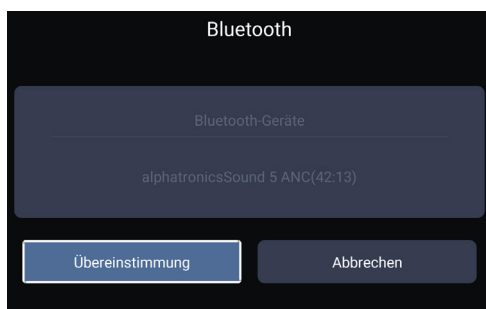 Bluetooth
Bluetooth-Geräte
alphatronicsSound 5 ANC(42:13)
Übereinstimmung
Abbrechen